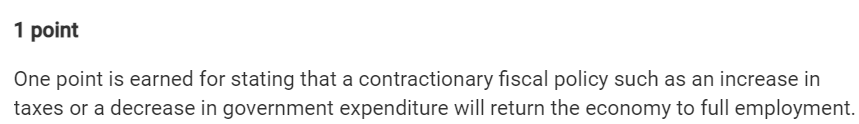 1 point
One point is earned for stating that a contractionary fiscal policy such as an increase in
taxes or a decrease in government expenditure will return the economy to full employment.